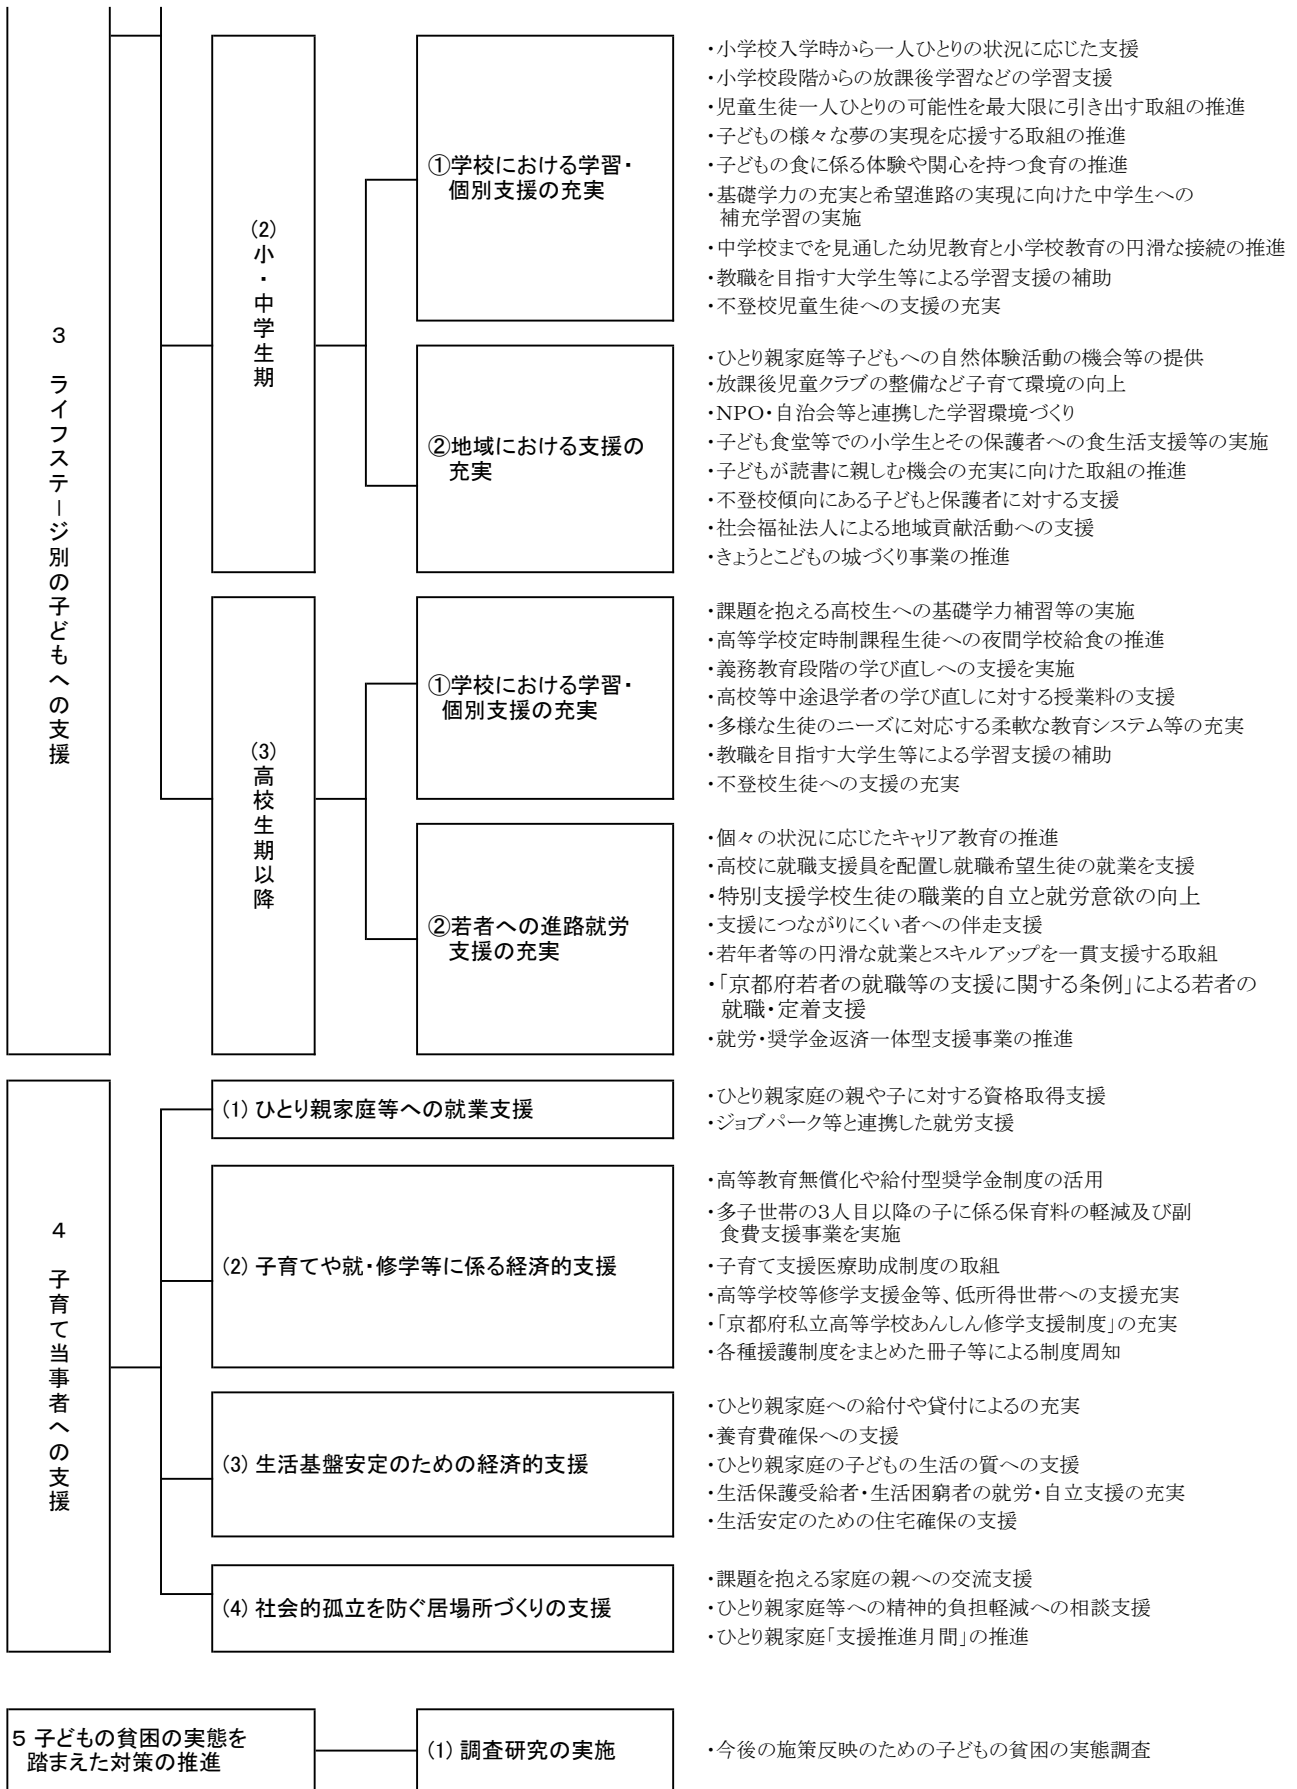 3 ライフステージ別の子どもへの支援
(2)小・中学生期
①学校における学習・
個別支援の充実
・小学校入学時から一人ひとりの状況に応じた支援
・小学校段階からの放課後学習などの学習支援
・児童生徒一人ひとりの可能性を最大限に引き出す取組の推進
・子どもの様々な夢の実現を応援する取組の推進
・子どもの食に係る体験や関心を持つ食育の推進
・基礎学力の充実と希望進路の実現に向けた中学生への
補充学習の実施
・中学校までを見通した幼児教育と小学校教育の円滑な接続の推進
・教職を目指す大学生等による学習支援の補助
・不登校児童生徒への支援の充実
②地域における支援の
充実
・ひとり親家庭等子どもへの自然体験活動の機会等の提供
・放課後児童クラブの整備など子育て環境の向上
・NPO・自治会等と連携した学習環境づくり
・子ども食堂等での小学生とその保護者への食生活支援等の実施
・子どもが読書に親しむ機会の充実に向けた取組の推進
・不登校傾向にある子どもと保護者に対する支援
・社会福祉法人による地域貢献活動への支援
・きょうとこどもの城づくり事業の推進
(3)高校生期以降
①学校における学習・
個別支援の充実
・課題を抱える高校生への基礎学力補習等の実施
・高等学校定時制課程生徒への夜間学校給食の推進
・義務教育段階の学び直しへの支援を実施
・高校等中途退学者の学び直しに対する授業料の支援
・多様な生徒のニーズに対応する柔軟な教育システム等の充実
・教職を目指す大学生等による学習支援の補助
・不登校生徒への支援の充実
②若者への進路就労
支援の充実
・個々の状況に応じたキャリア教育の推進
・高校に就職支援員を配置し就職希望生徒の就業を支援
・特別支援学校生徒の職業的自立と就労意欲の向上
・支援につながりにくい者への伴走支援
・若年者等の円滑な就業とスキルアップを一貫支援する取組
・「京都府若者の就職等の支援に関する条例」による若者の
就職・定着支援
・就労・奨学金返済一体型支援事業の推進
4 子育て当事者への支援
(1) ひとり親家庭等への就業支援
・ひとり親家庭の親や子に対する資格取得支援
・ジョブパーク等と連携した就労支援
(2) 子育てや就・修学等に係る経済的支援
・高等教育無償化や給付型奨学金制度の活用
・多子世帯の3人目以降の子に係る保育料の軽減及び副
食費支援事業を実施
・子育て支援医療助成制度の取組
・高等学校等修学支援金等、低所得世帯への支援充実
・「京都府私立高等学校あんしん修学支援制度」の充実
・各種援護制度をまとめた冊子等による制度周知
(3) 生活基盤安定のための経済的支援
・ひとり親家庭への給付や貸付によるの充実
・養育費確保への支援
・ひとり親家庭の子どもの生活の質への支援
・生活保護受給者・生活困窮者の就労・自立支援の充実
・生活安定のための住宅確保の支援
(4) 社会的孤立を防ぐ居場所づくりの支援
・課題を抱える家庭の親への交流支援
・ひとり親家庭等への精神的負担軽減への相談支援
・ひとり親家庭「支援推進月間」の推進
5 子どもの貧困の実態を
踏まえた対策の推進
(1) 調査研究の実施
・今後の施策反映のための子どもの貧困の実態調査